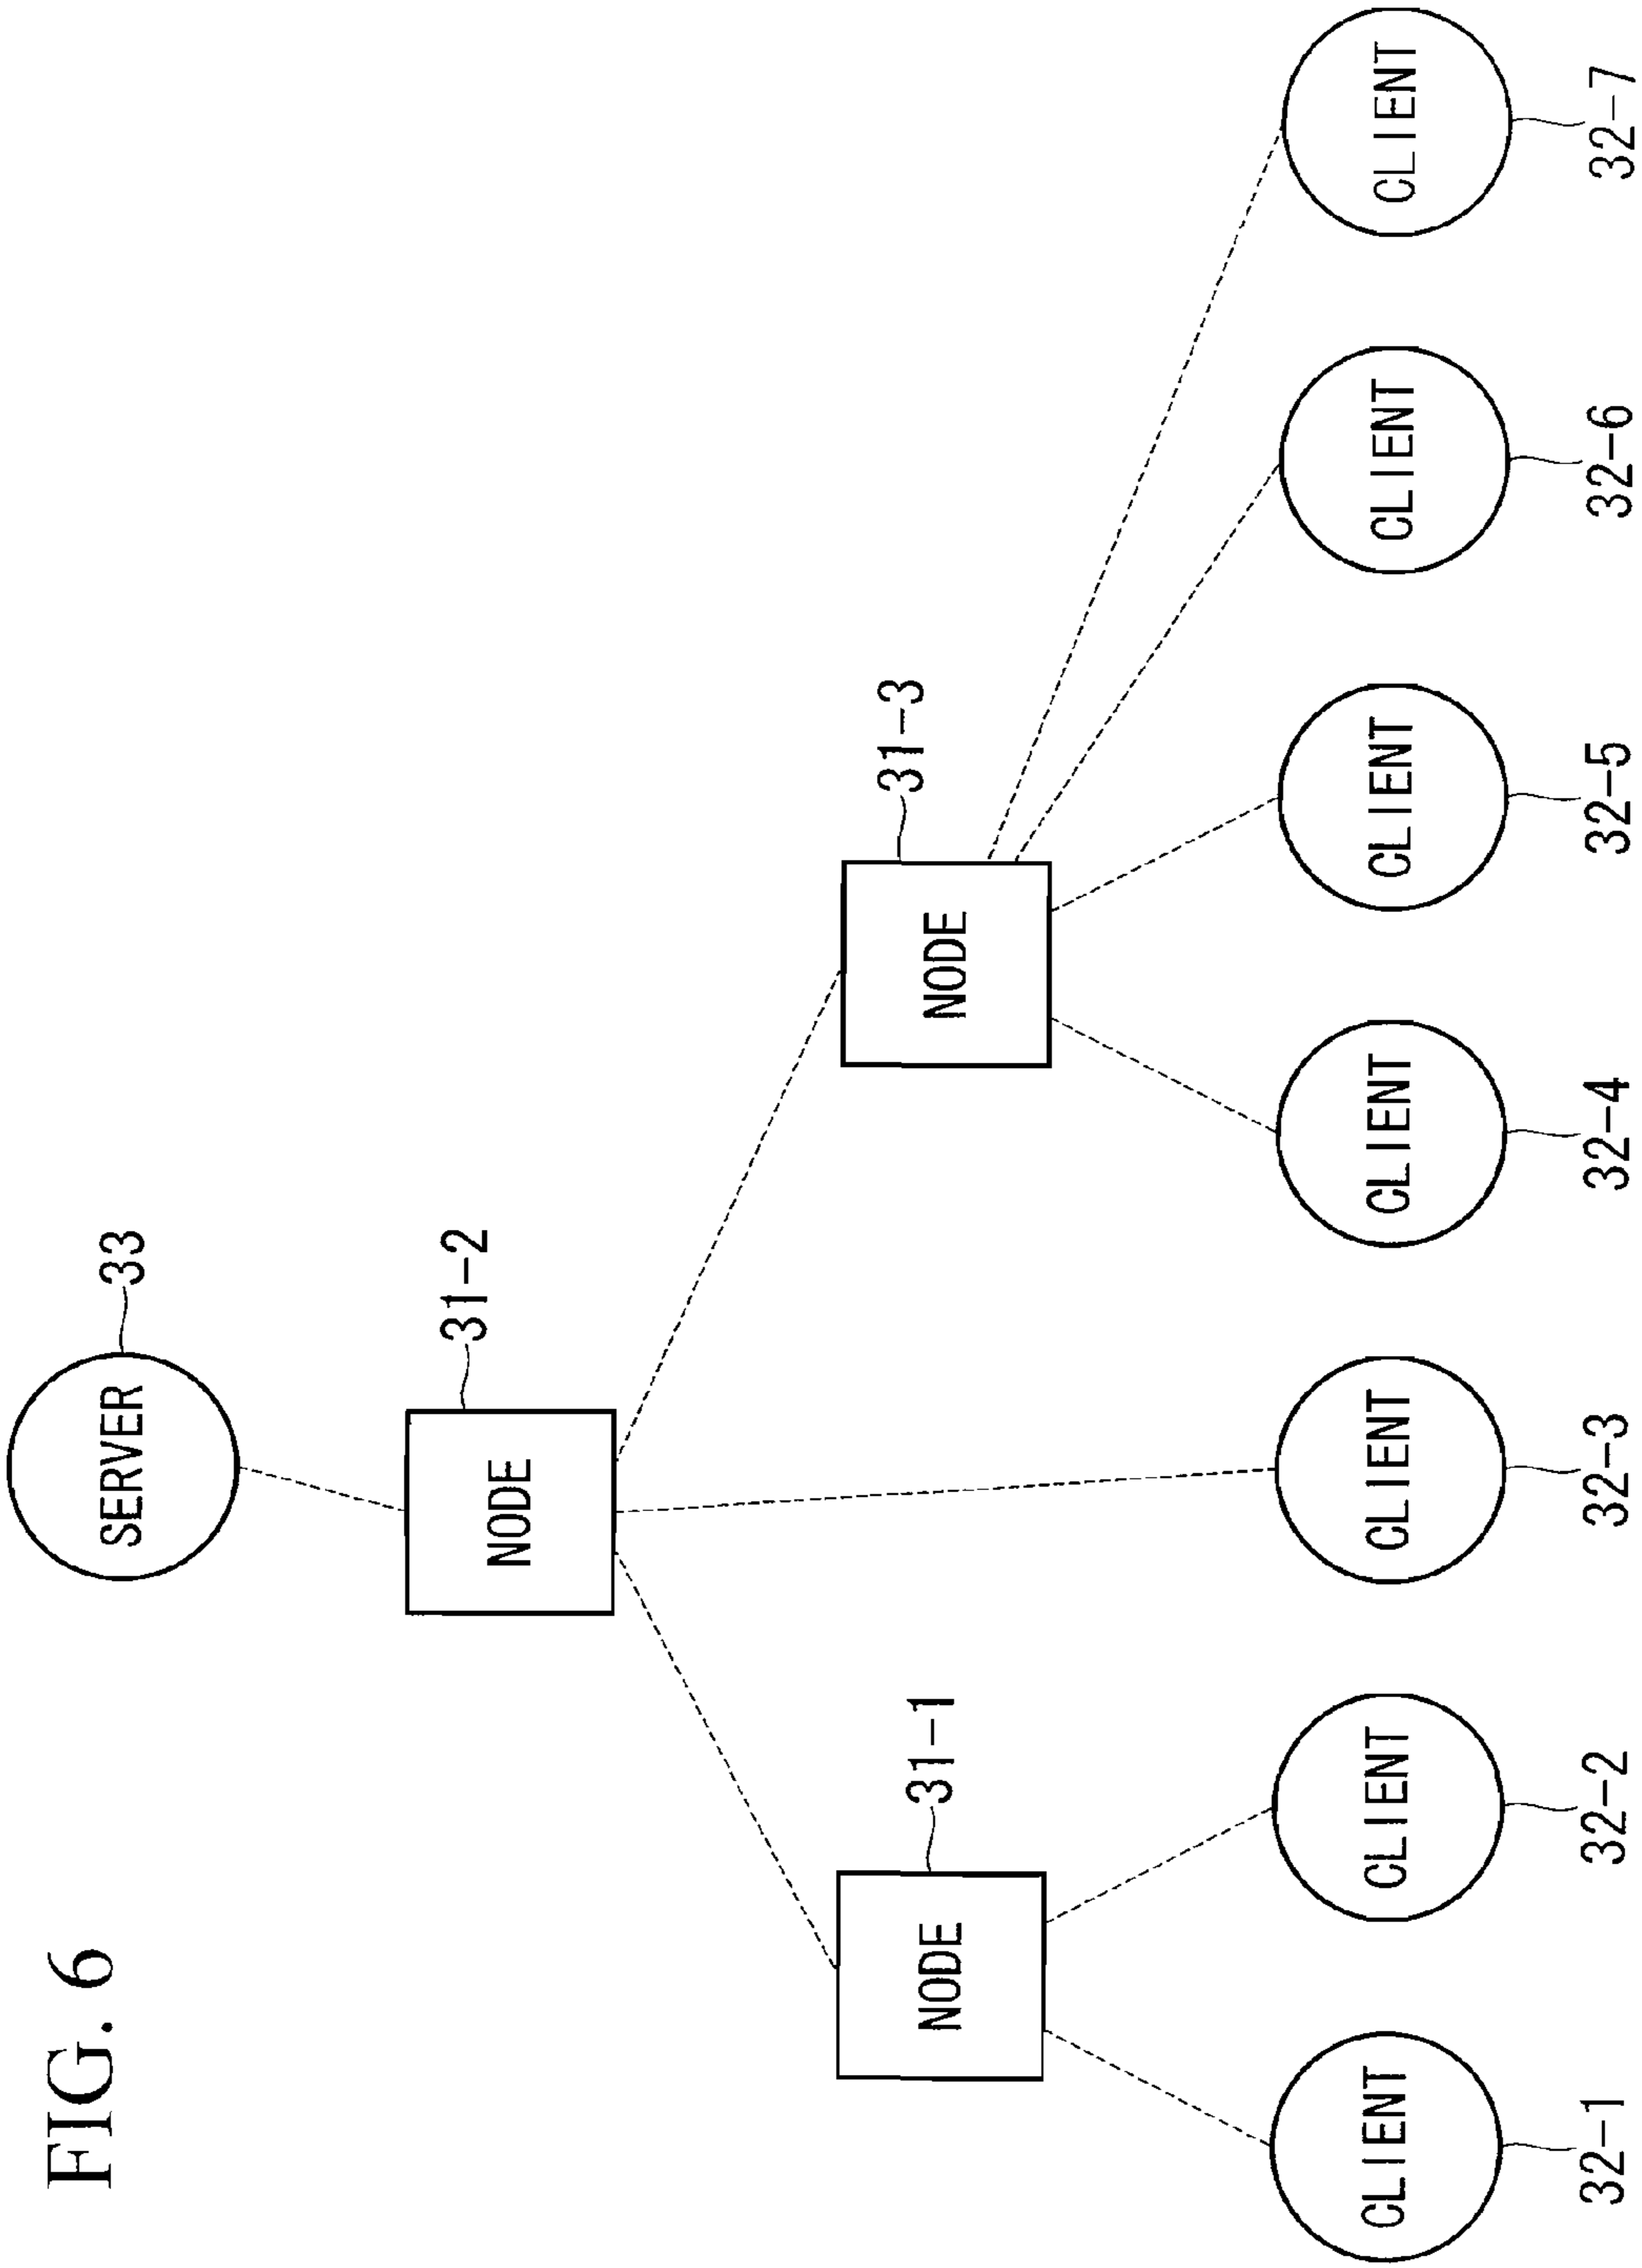 FIG. 6
SERVER
33
NODE
31-2
NODE
31-1
NODE
31-3
CLIENT
CLIENT
CLIENT
CLIENT
CLIENT
CLIENT
CLIENT
32-1
32-2
32-3
32-4
32-5
32-6
32-7